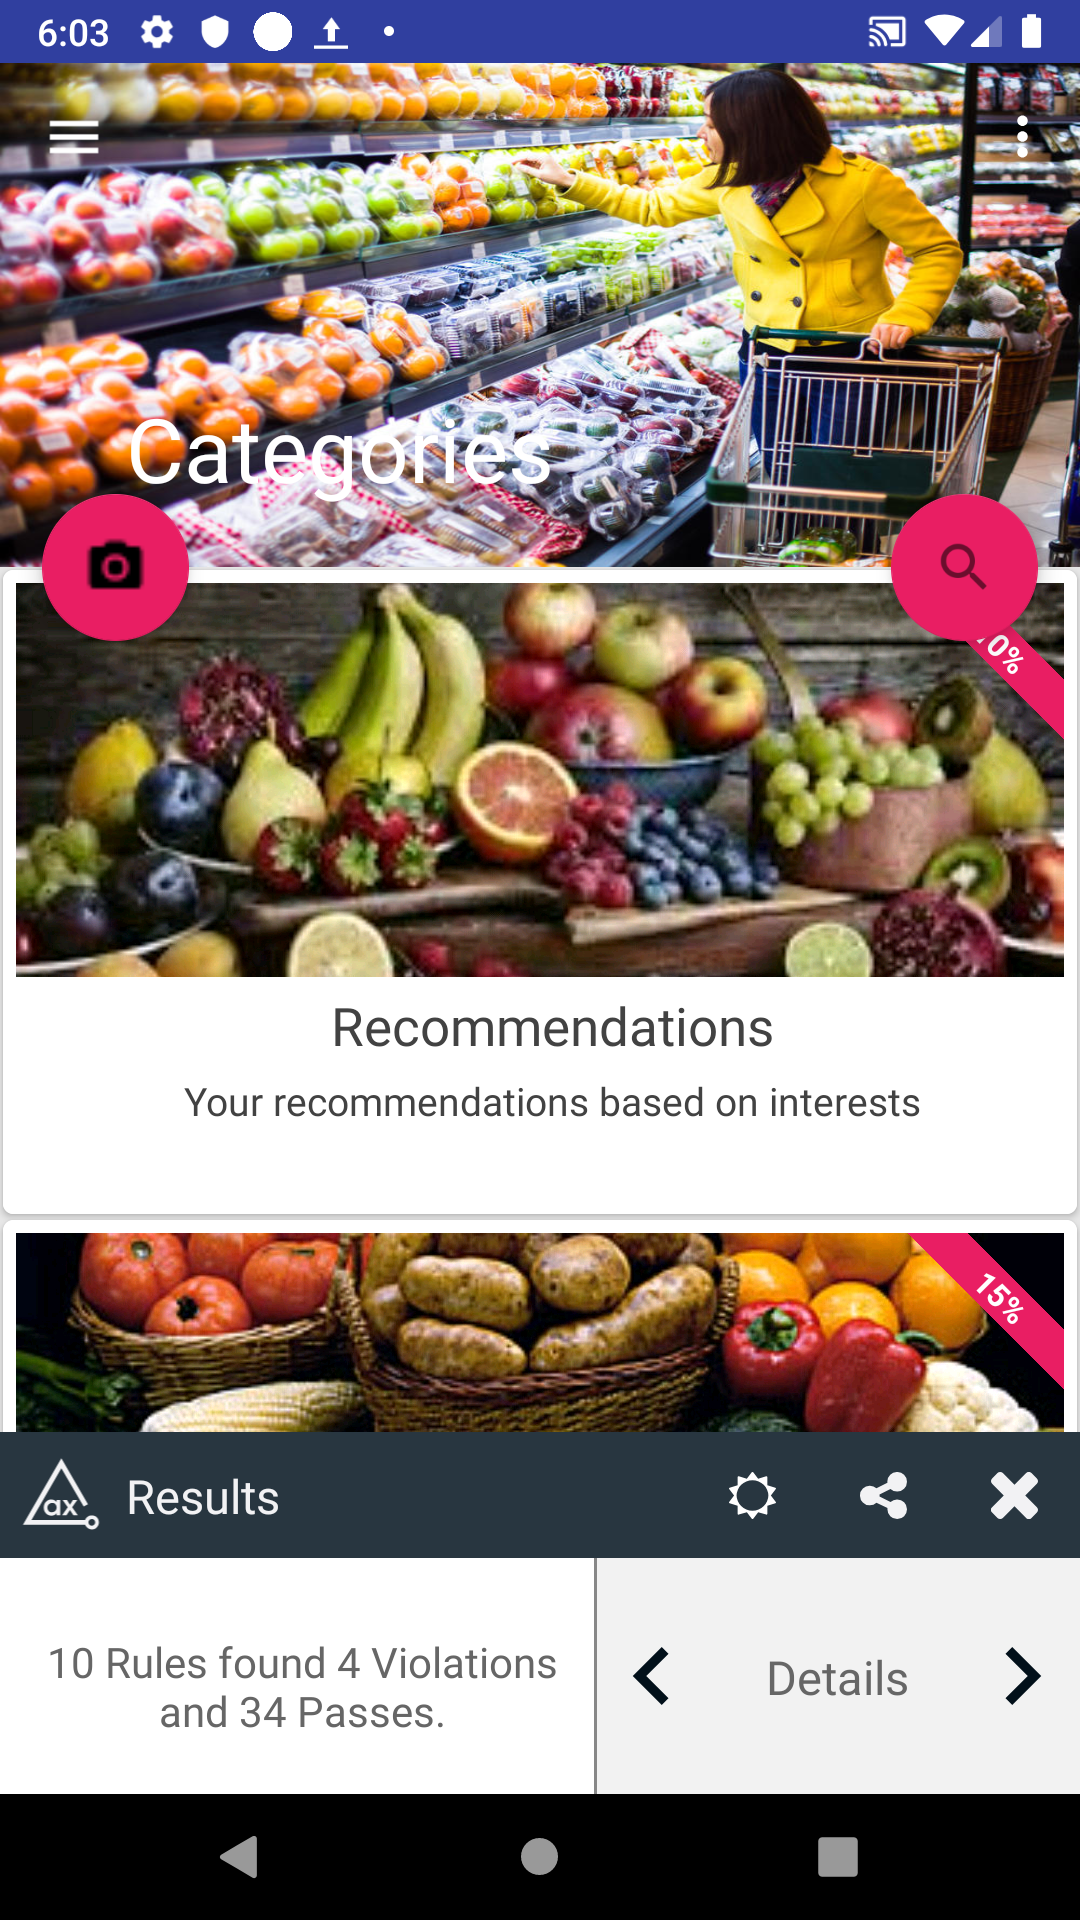 6:03
Categories
10%
Recommendations
Your recommendations based on interests
15%
ax
Results
10 Rules found 4 Violations
and 34 Passes.
Details